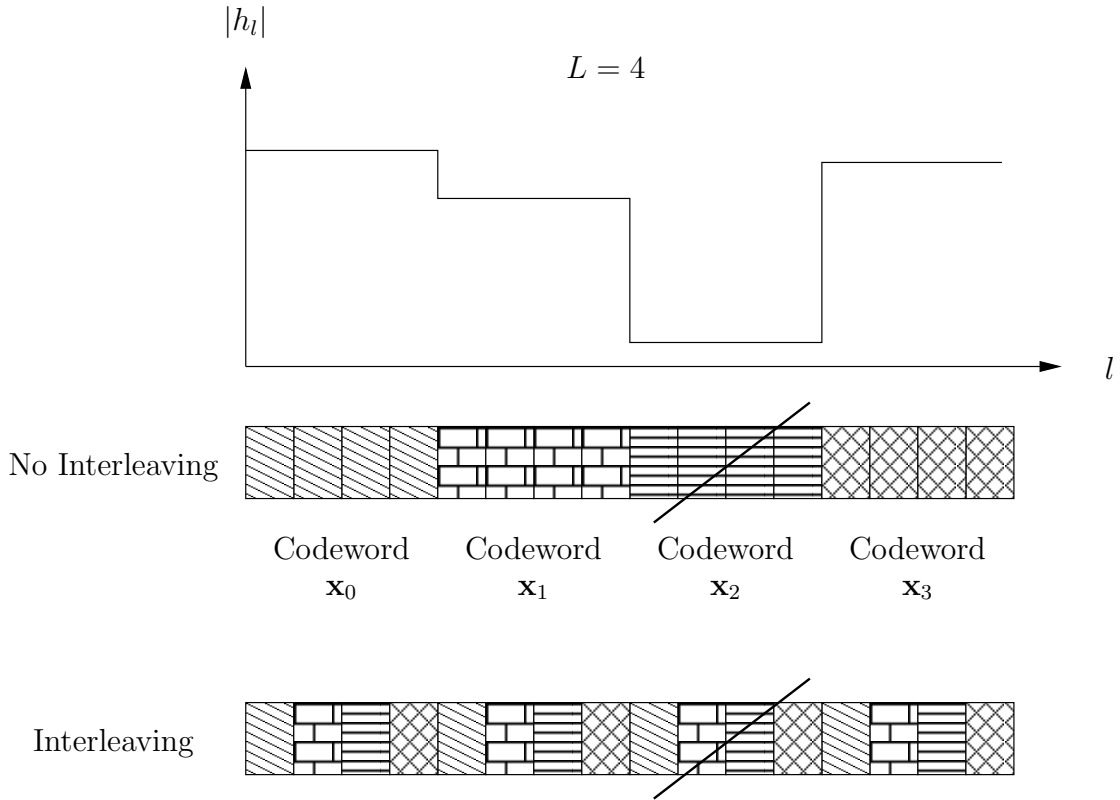 |h_l|
L = 4
l
No Interleaving
Codeword Codeword Codeword Codeword
x_0 x_1 x_2 x_3
Interleaving